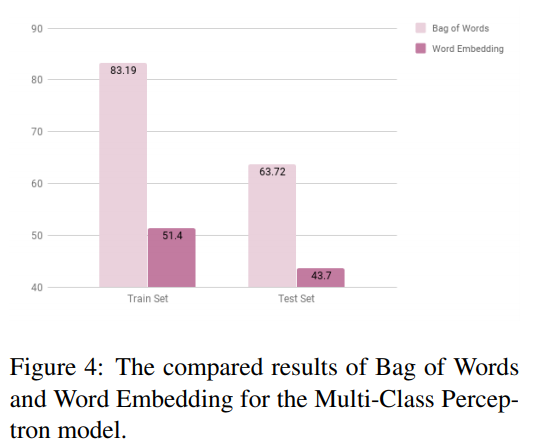 90
80
70
60
50
40
83.19
51.4
63.72
43.7
Train Set
Test Set
Bag of Words
Word Embedding
Figure 4: The compared results of Bag of Words
and Word Embedding for the Multi-Class Percep-
tron model.